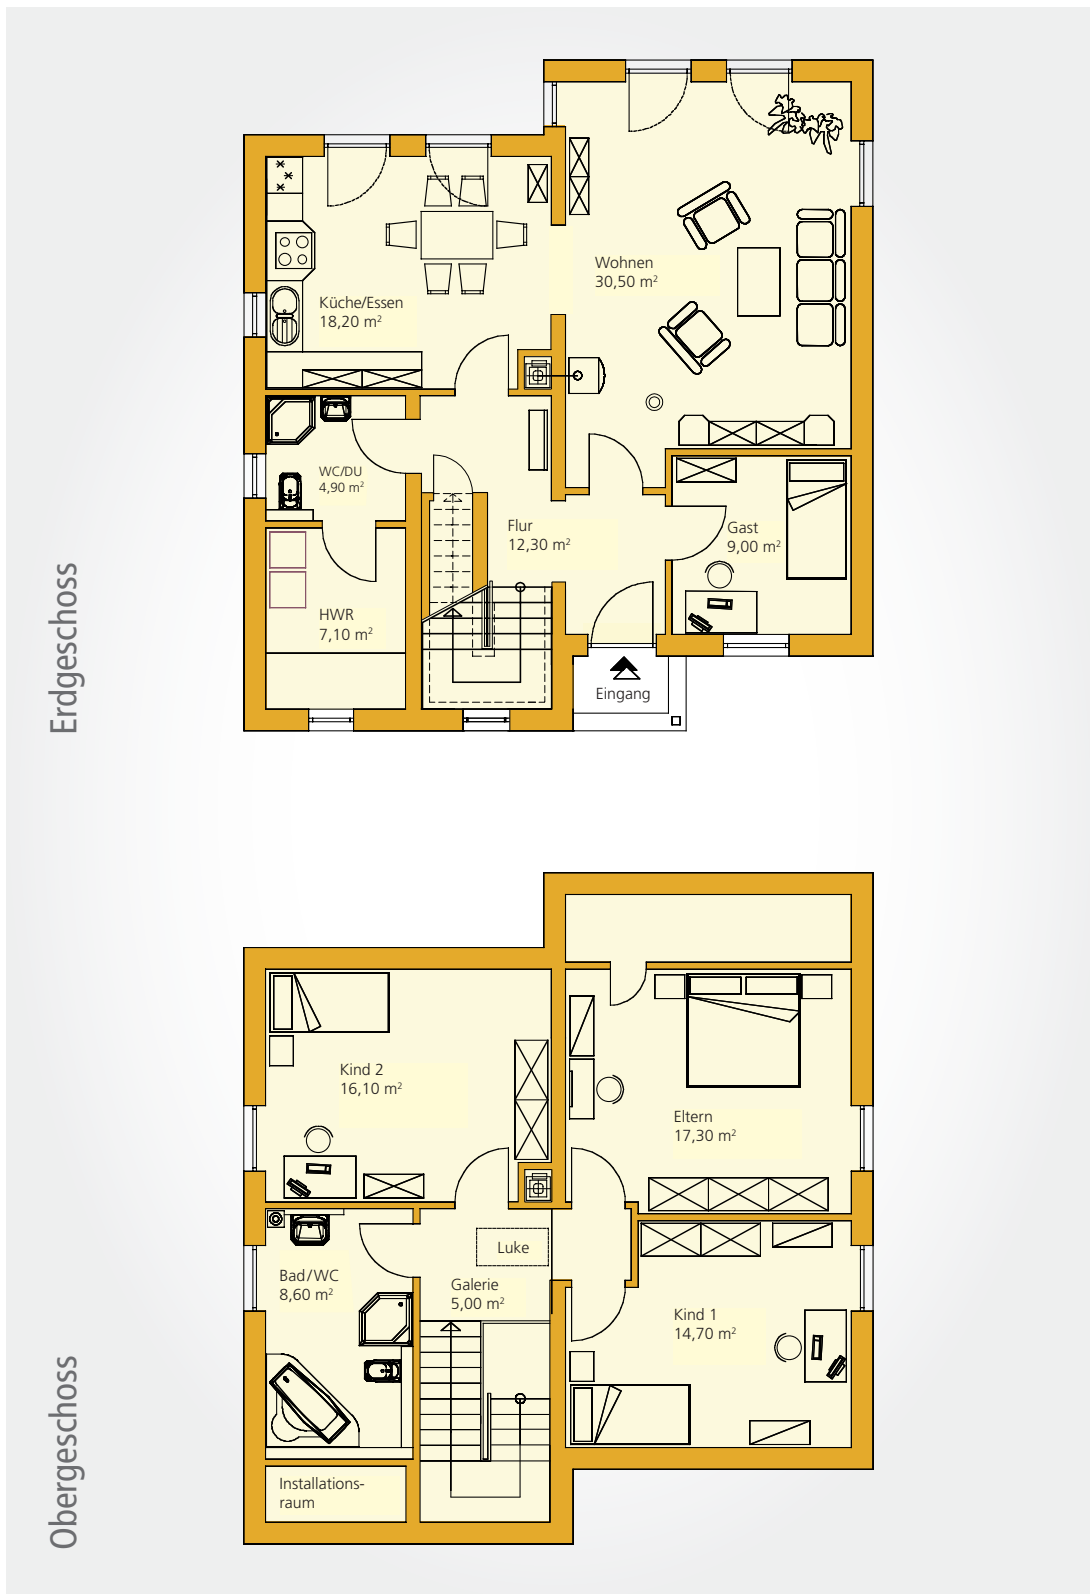 Erdgeschoss
Wohnen
30,50 m²
Küche/Essen
18,20 m²
WC/DU
4,90 m²
Flur
12,30 m²
Gast
9,00 m²
HWR
7,10 m²
Eingang
Obergeschoss
Kind 2
16,10 m²
Eltern
17,30 m²
Luke
Bad/WC
8,60 m²
Galerie
5,00 m²
Kind 1
14,70 m²
Installations-
raum